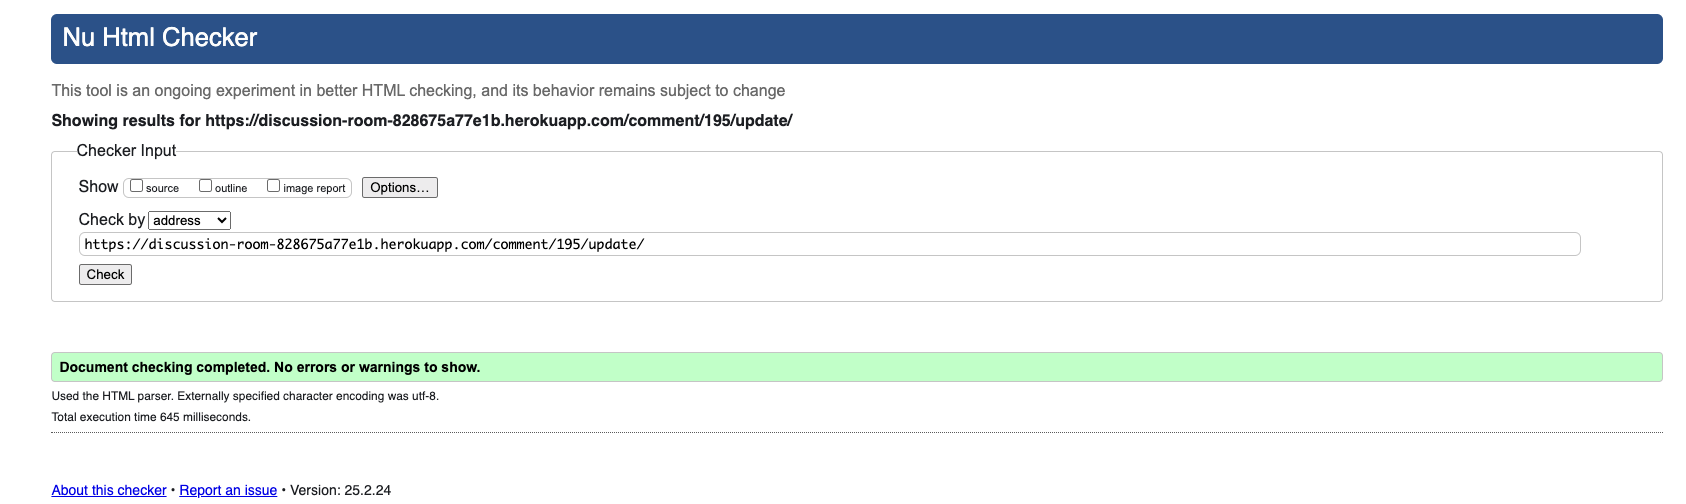 Nu Html Checker
This tool is an ongoing experiment in better HTML checking, and its behavior remains subject to change
Showing results for https://discussion-room-828675a77e1b.herokuapp.com/comment/195/update/
Checker Input
Show source outline image report Options...
Check by address
https://discussion-room-828675a77e1b.herokuapp.com/comment/195/update/
Check
Document checking completed. No errors or warnings to show.
Used the HTML parser. Externally specified character encoding was utf-8.
Total execution time 645 milliseconds.
About this checker • Report an issue • Version: 25.2.24